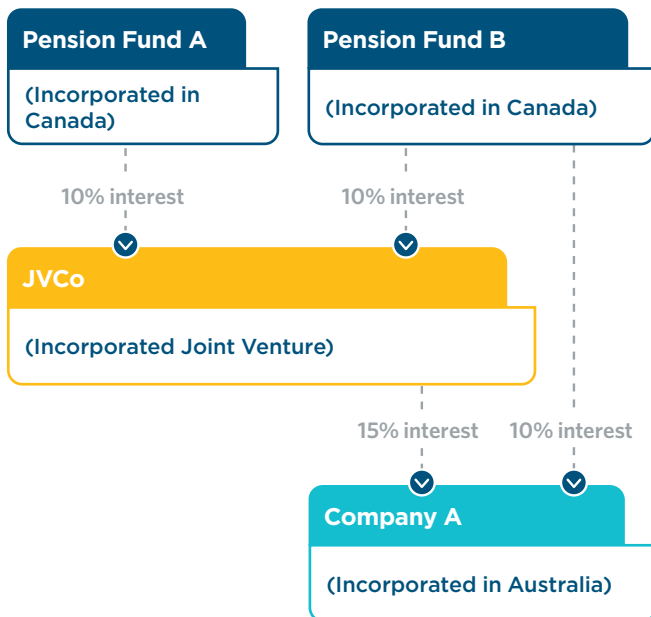 Pension Fund A
(Incorporated in
Canada)
Pension Fund B
(Incorporated in Canada)
10% interest
10% interest
JVCo
(Incorporated Joint Venture)
15% interest
10% interest
Company A
(Incorporated in Australia)